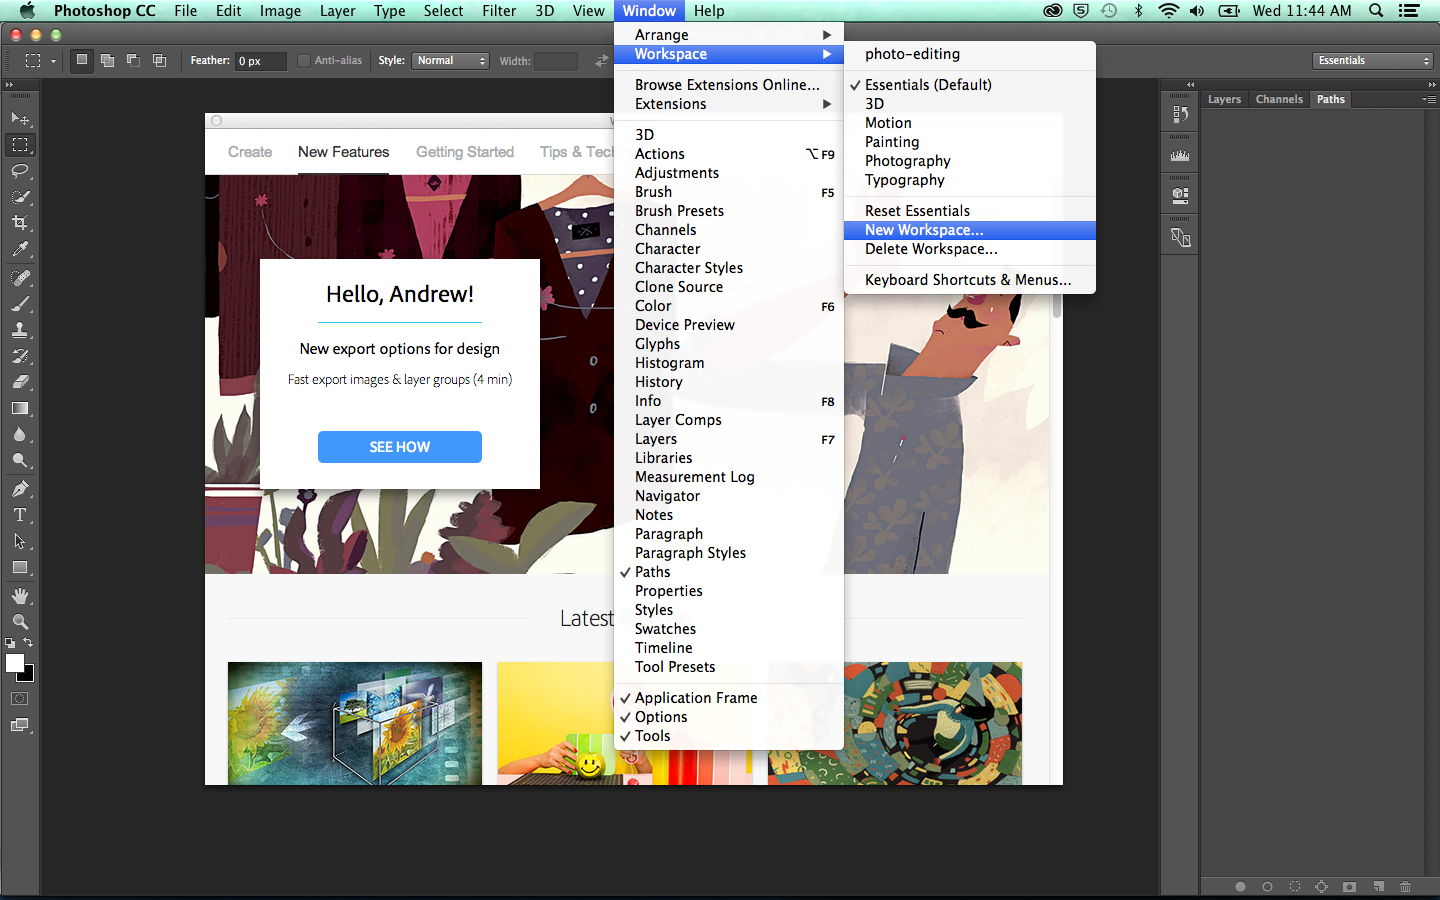 Photoshop CC File Edit Image Layer Type Select Filter 3D View Window Help Wed 11:44 AM
Feather: 0 px Anti-alias Style: Normal Width: Essentials
Arrange
Workspace
Browse Extensions Online...
Extensions
3D
Actions ⌥F9
Adjustments
Brush F5
Brush Presets
Channels
Character
Character Styles
Clone Source
Color F6
Device Preview
Glyphs
Histogram
History
Info F8
Layer Comps
Layers F7
Libraries
Measurement Log
Navigator
Notes
Paragraph
Paragraph Styles
Paths
Properties
Styles
Swatches
Timeline
Tool Presets
Application Frame
Options
Tools
photo-editing
Essentials (Default)
3D
Motion
Painting
Photography
Typography
Reset Essentials
New Workspace...
Delete Workspace...
Keyboard Shortcuts & Menus...
Layers Channels Paths
Create New Features Getting Started Tips &
Hello, Andrew!
New export options for design
Fast export images & layer groups (4 min)
SEE HOW
Latest